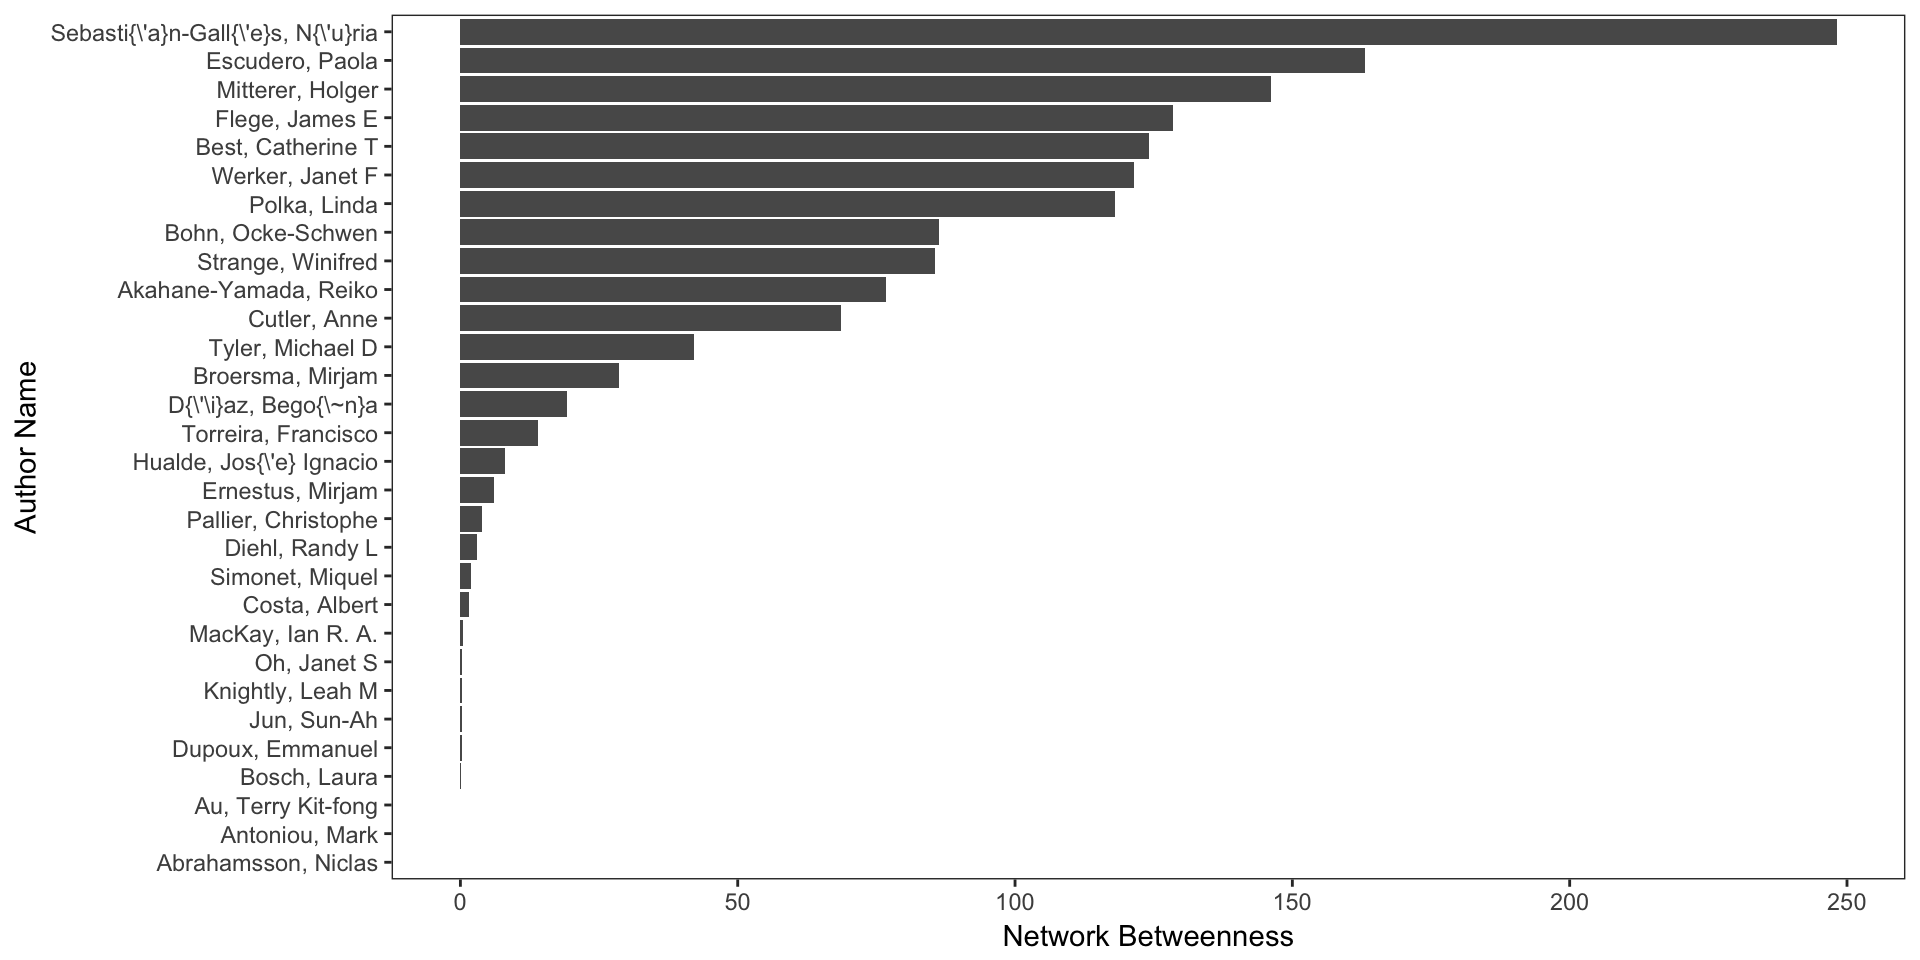 Sebasti{\'a}n-Gall{\'e}s, N{\'u}ria
Escudero, Paola
Mitterer, Holger
Flege, James E
Best, Catherine T
Werker, Janet F
Polka, Linda
Bohn, Ocke-Schwen
Strange, Winifred
Akahane-Yamada, Reiko
Cutler, Anne
Tyler, Michael D
Broersma, Mirjam
D{\'\i}az, Bego{\~n}a
Torreira, Francisco
Hualde, Jos{\'e} Ignacio
Ernestus, Mirjam
Pallier, Christophe
Diehl, Randy L
Simonet, Miquel
Costa, Albert
MacKay, Ian R. A.
Oh, Janet S
Knightly, Leah M
Jun, Sun-Ah
Dupoux, Emmanuel
Bosch, Laura
Au, Terry Kit-fong
Antoniou, Mark
Abrahamsson, Niclas
Author Name
0 50 100 150 200 250
Network Betweenness